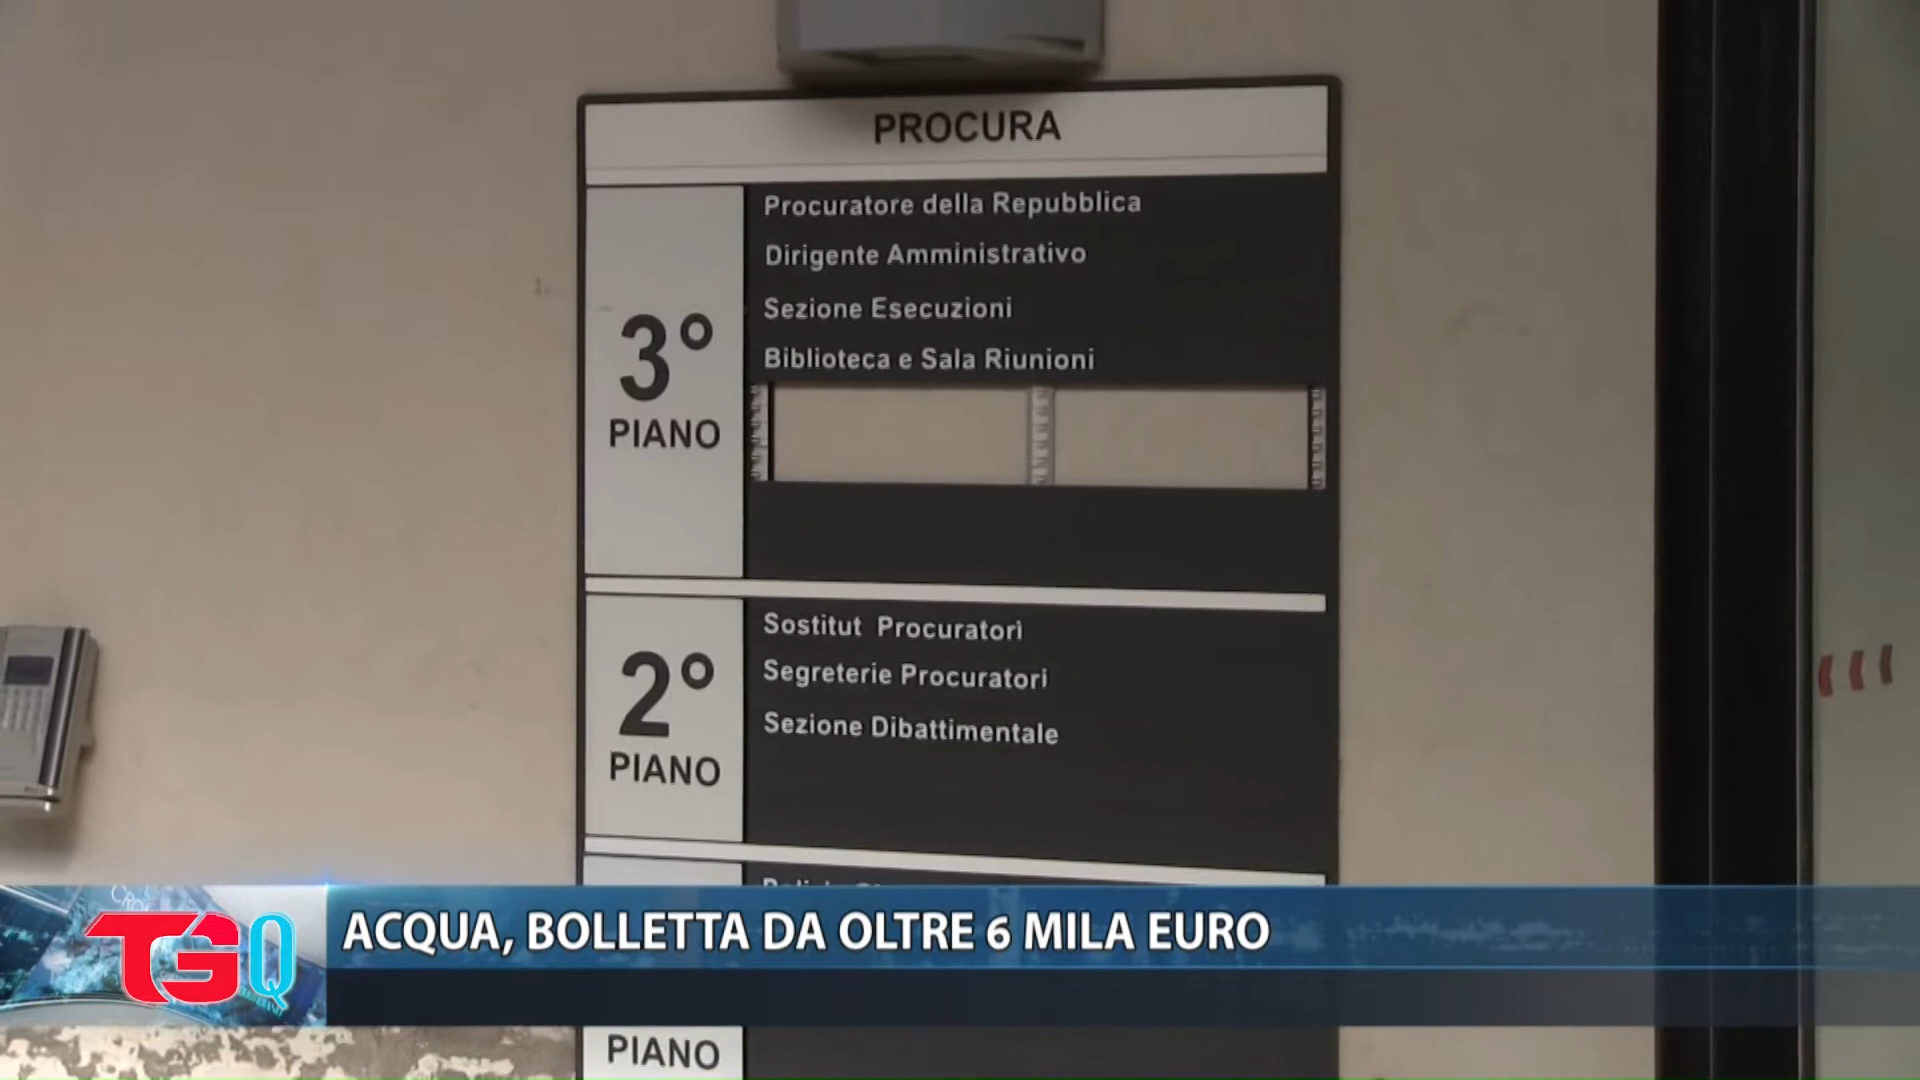 PROCURA
3°
PIANO
Procuratore della Repubblica
Dirigente Amministrativo
Sezione Esecuzioni
Biblioteca e Sala Riunioni
2°
PIANO
Sostitut Procuratori
Segreterie Procuratori
Sezione Dibattimentale
TGQ
ACQUA, BOLLETTA DA OLTRE 6 MILA EURO
PIANO